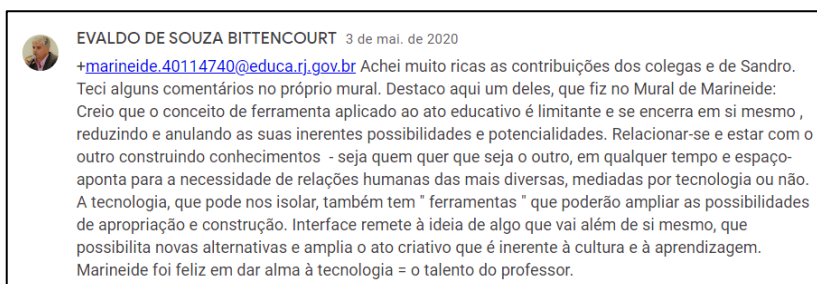 EVALDO DE SOUZA BITTENCOURT 3 de mai. de 2020
+marineide.40114740@educa.rj.gov.br Achei muito ricas as contribuições dos colegas e de Sandro.
Teci alguns comentários no próprio mural. Destaco aqui um deles, que fiz no Mural de Marineide:
Creio que o conceito de ferramenta aplicado ao ato educativo é limitante e se encerra em si mesmo ,
reduzindo e anulando as suas inerentes possibilidades e potencialidades. Relacionar-se e estar com o
outro construindo conhecimentos - seja quem quer que seja o outro, em qualquer tempo e espaço-
aponta para a necessidade de relações humanas das mais diversas, mediadas por tecnologia ou não.
A tecnologia, que pode nos isolar, também tem " ferramentas " que poderão ampliar as possibilidades
de apropriação e construção. Interface remete à ideia de algo que vai além de si mesmo, que
possibilita novas alternativas e amplia o ato criativo que é inerente à cultura e à aprendizagem.
Marineide foi feliz em dar alma à tecnologia = o talento do professor.